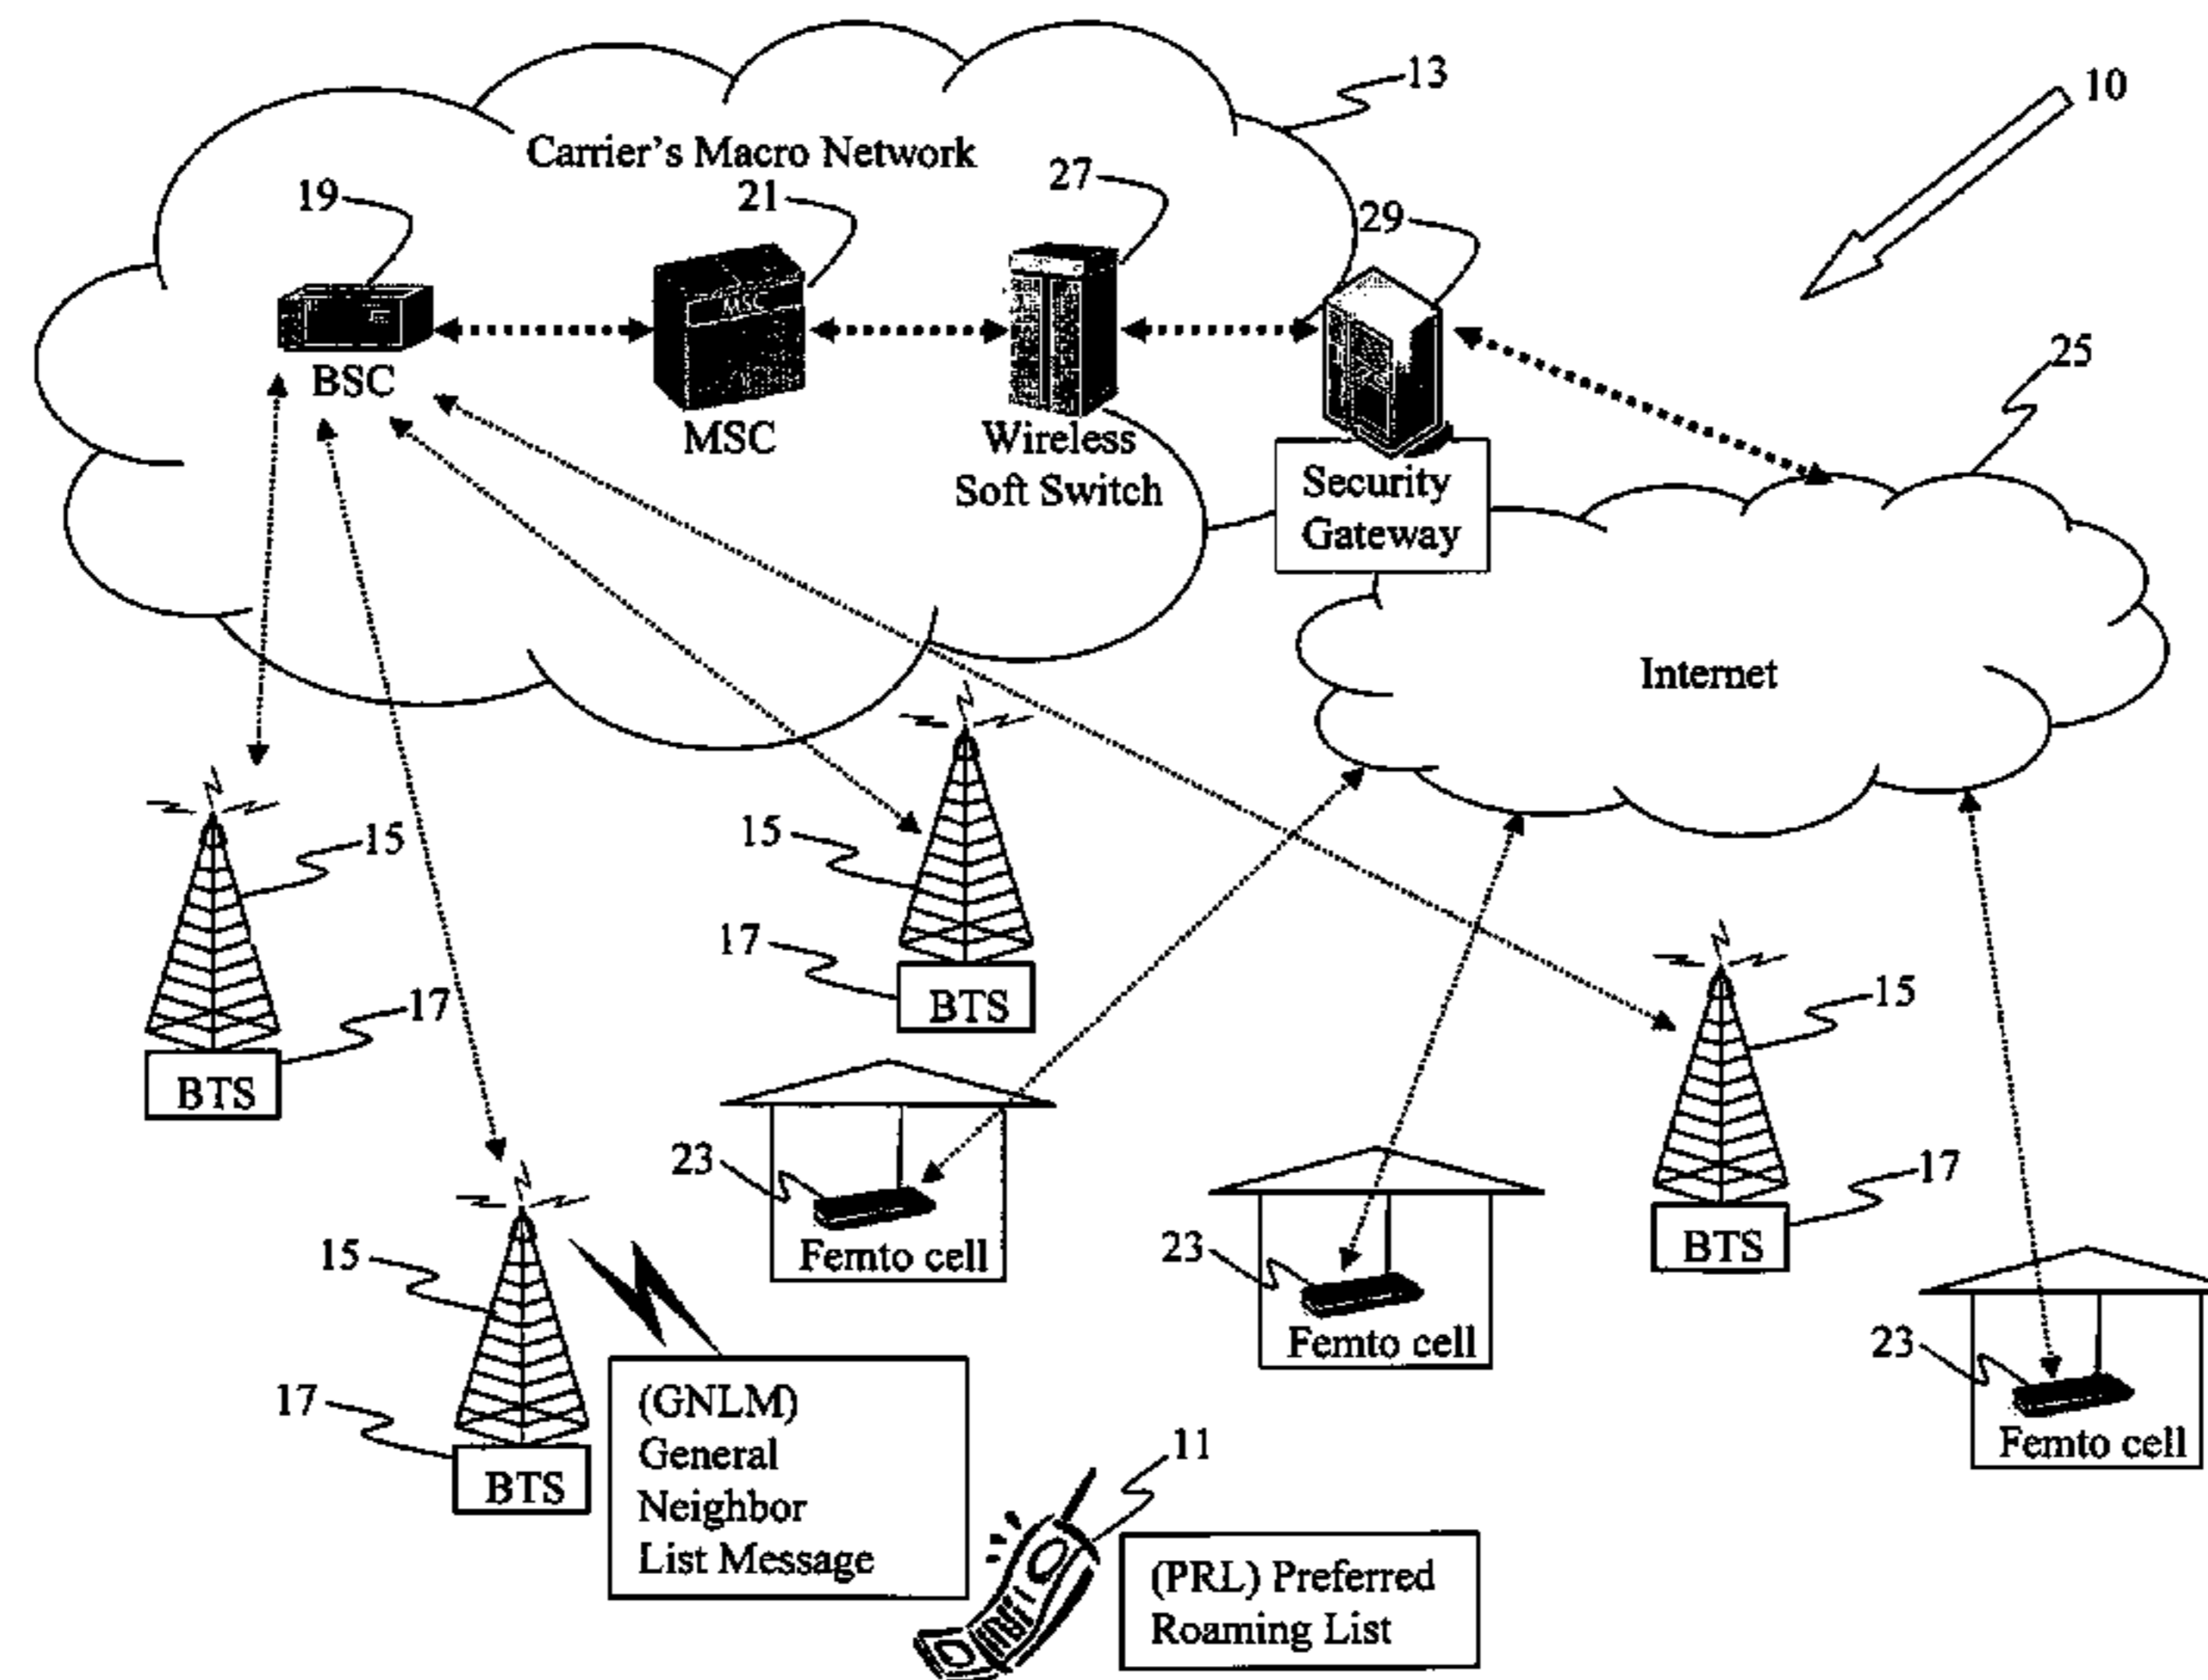 13
10
Carrier's Macro Network
19
21
27
29
25
MSC
BSC
MSC
Wireless
Soft Switch
Security
Gateway
Internet
15
15
17
BTS
15
17
BTS
17
BTS
23
Femto cell
23
Femto cell
15
17
BTS
23
Femto cell
(GNLM)
General
Neighbor
List Message
11
(PRL) Preferred
Roaming List